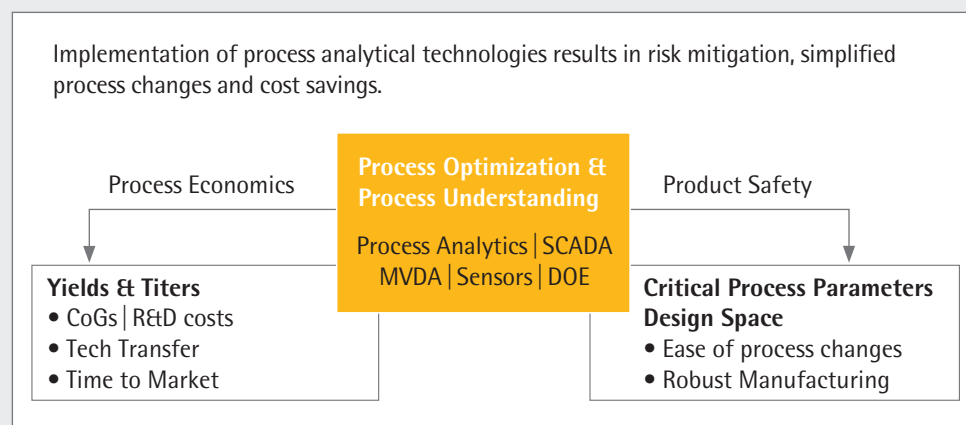 Implementation of process analytical technologies results in risk mitigation, simplified
process changes and cost savings.
Process Economics
Process Optimization &
Process Understanding
Process Analytics | SCADA
MVDA | Sensors | DOE
Product Safety
Yields & Titers
• CoGs | R&D costs
• Tech Transfer
• Time to Market
Critical Process Parameters
Design Space
• Ease of process changes
• Robust Manufacturing